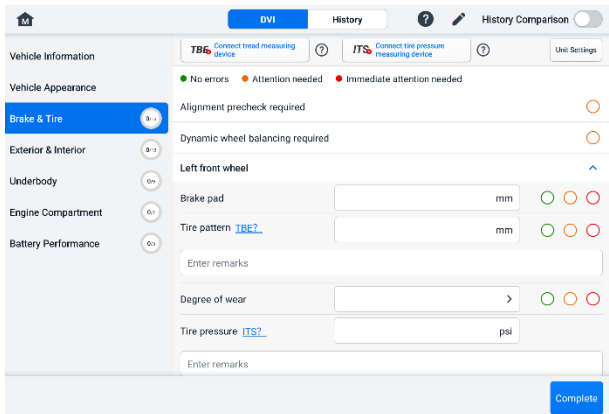 M
DVI
History
?
History Comparison
Vehicle Information
Vehicle Appearance
Brake & Tire
Exterior & Interior
Underbody
Engine Compartment
Battery Performance
TBE Connect tread measuring device
?
ITS Connect tire pressure measuring device
?
Unit Settings
No errors
Attention needed
Immediate attention needed
Alignment precheck required
Dynamic wheel balancing required
Left front wheel
Brake pad
mm
Tire pattern TBE?
mm
Enter remarks
Degree of wear
>
Tire pressure ITS?
psi
Enter remarks
Complete